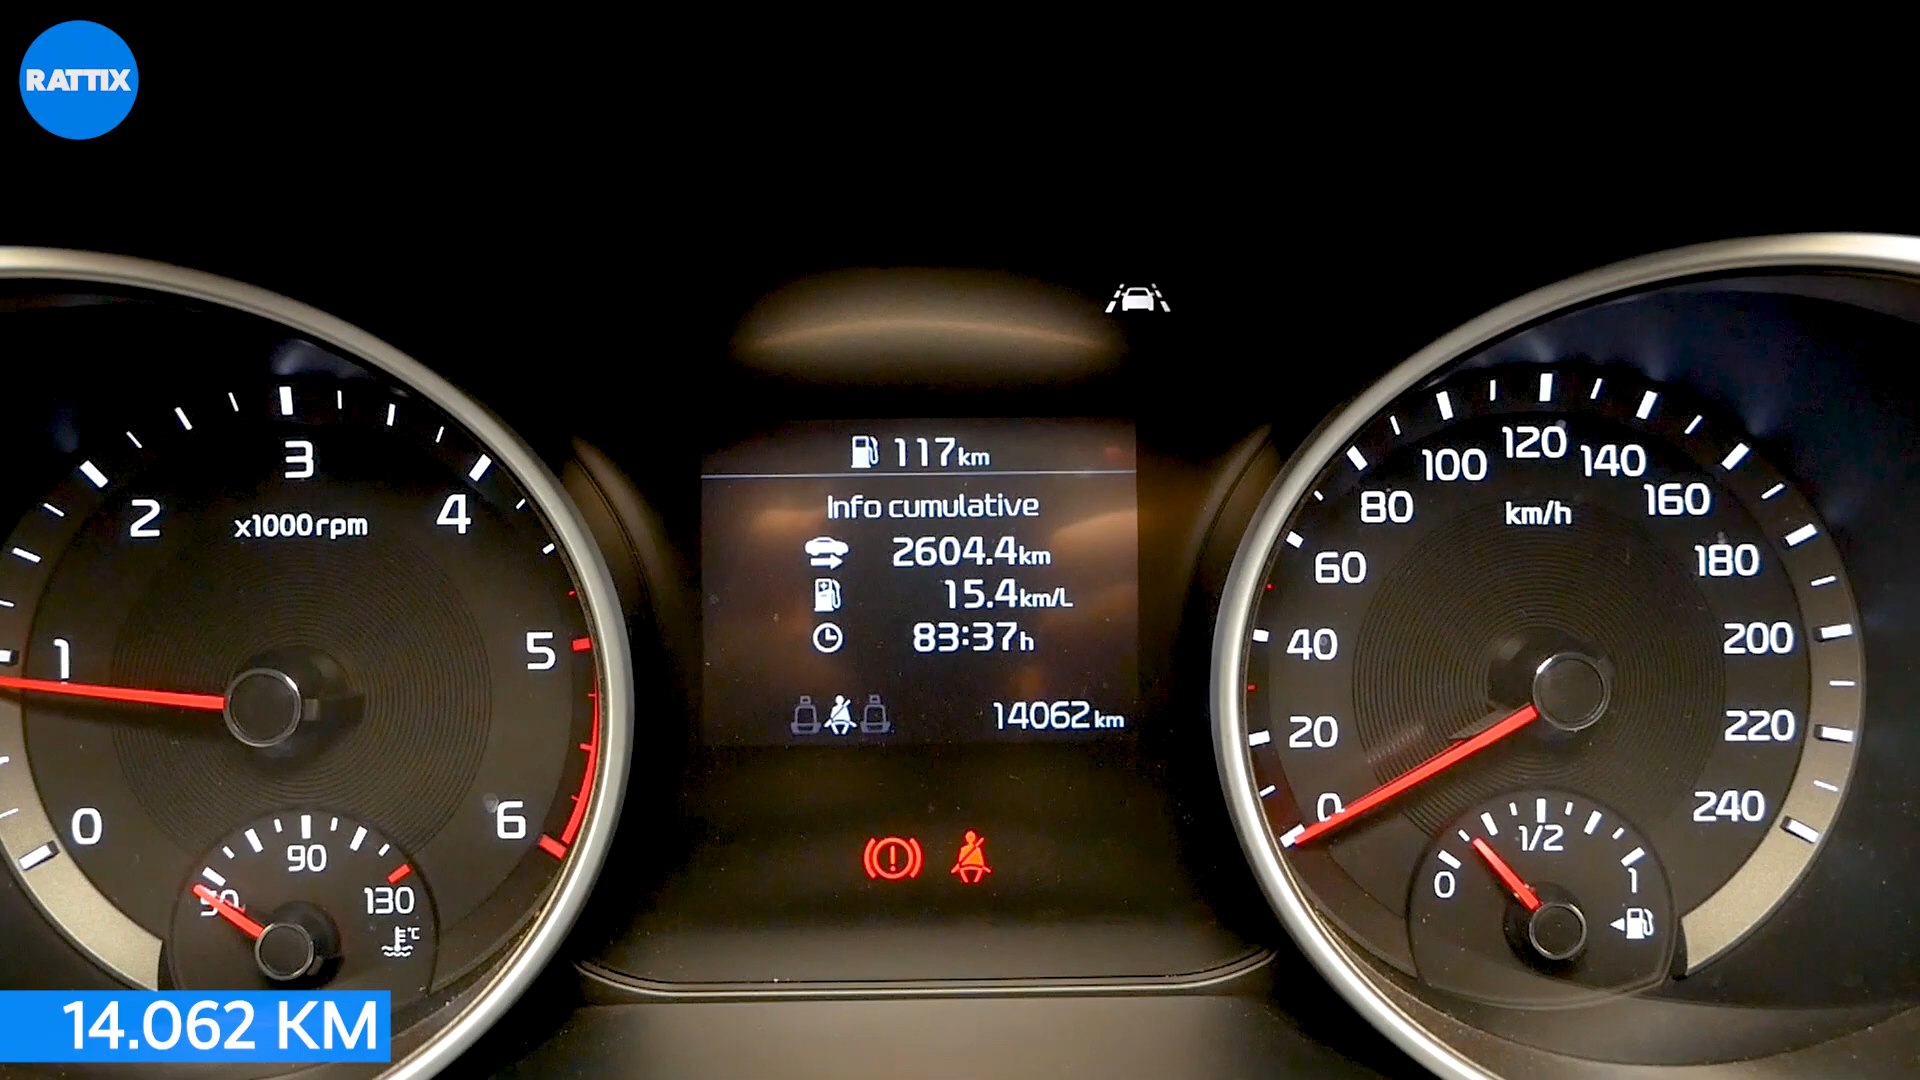 RATTIX
117km
Info cumulative
2604.4km
15.4km/L
83:37h
14062km
0
1
2
3
4
5
6
x1000rpm
50
90
130
°C
0
20
40
60
80
100
120
140
160
180
200
220
240
km/h
0
1/2
1
14.062 KM